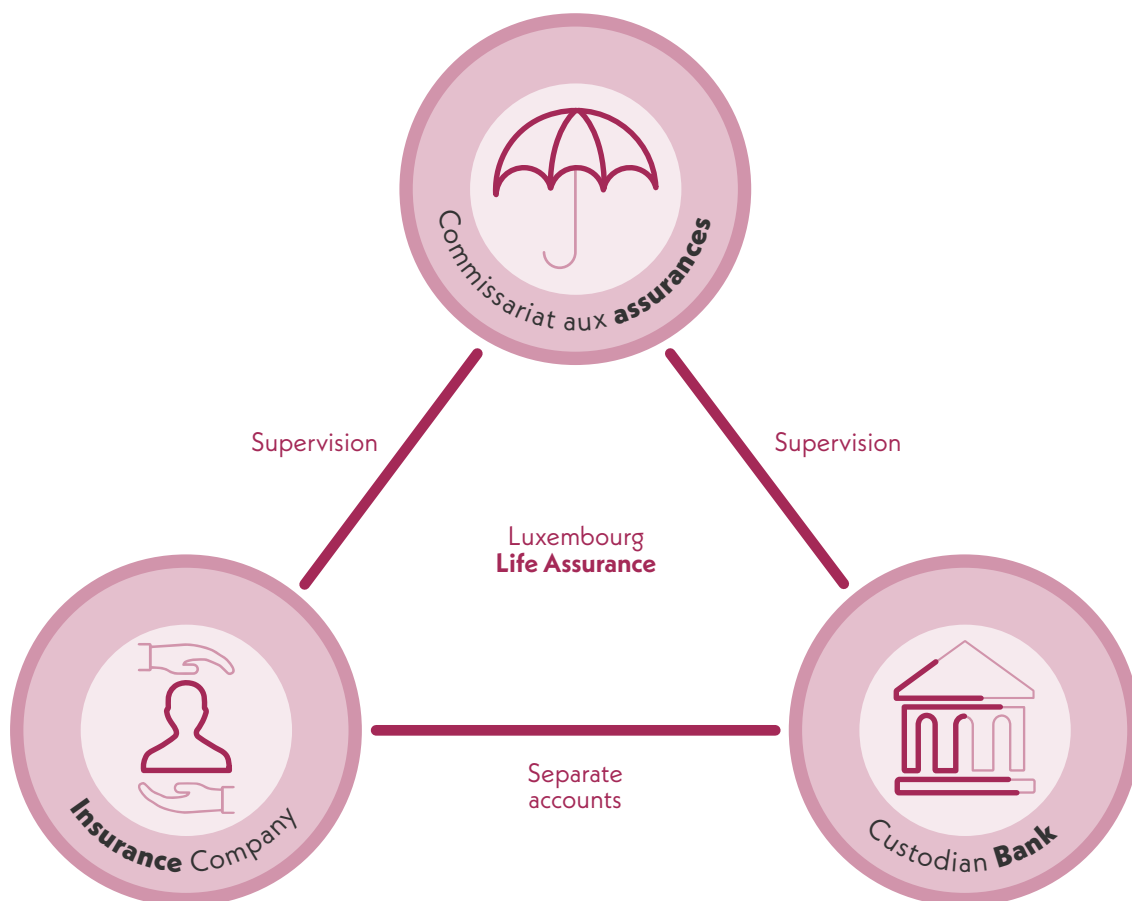 Commissariat aux assurances
Supervision
Supervision
Luxembourg
Life Assurance
Insurance Company
Separate
accounts
Custodian Bank